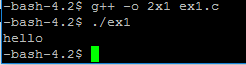 -bash-4.2$ g++ -o 2x1 ex1.c
-bash-4.2$ ./ex1
hello
-bash-4.2$